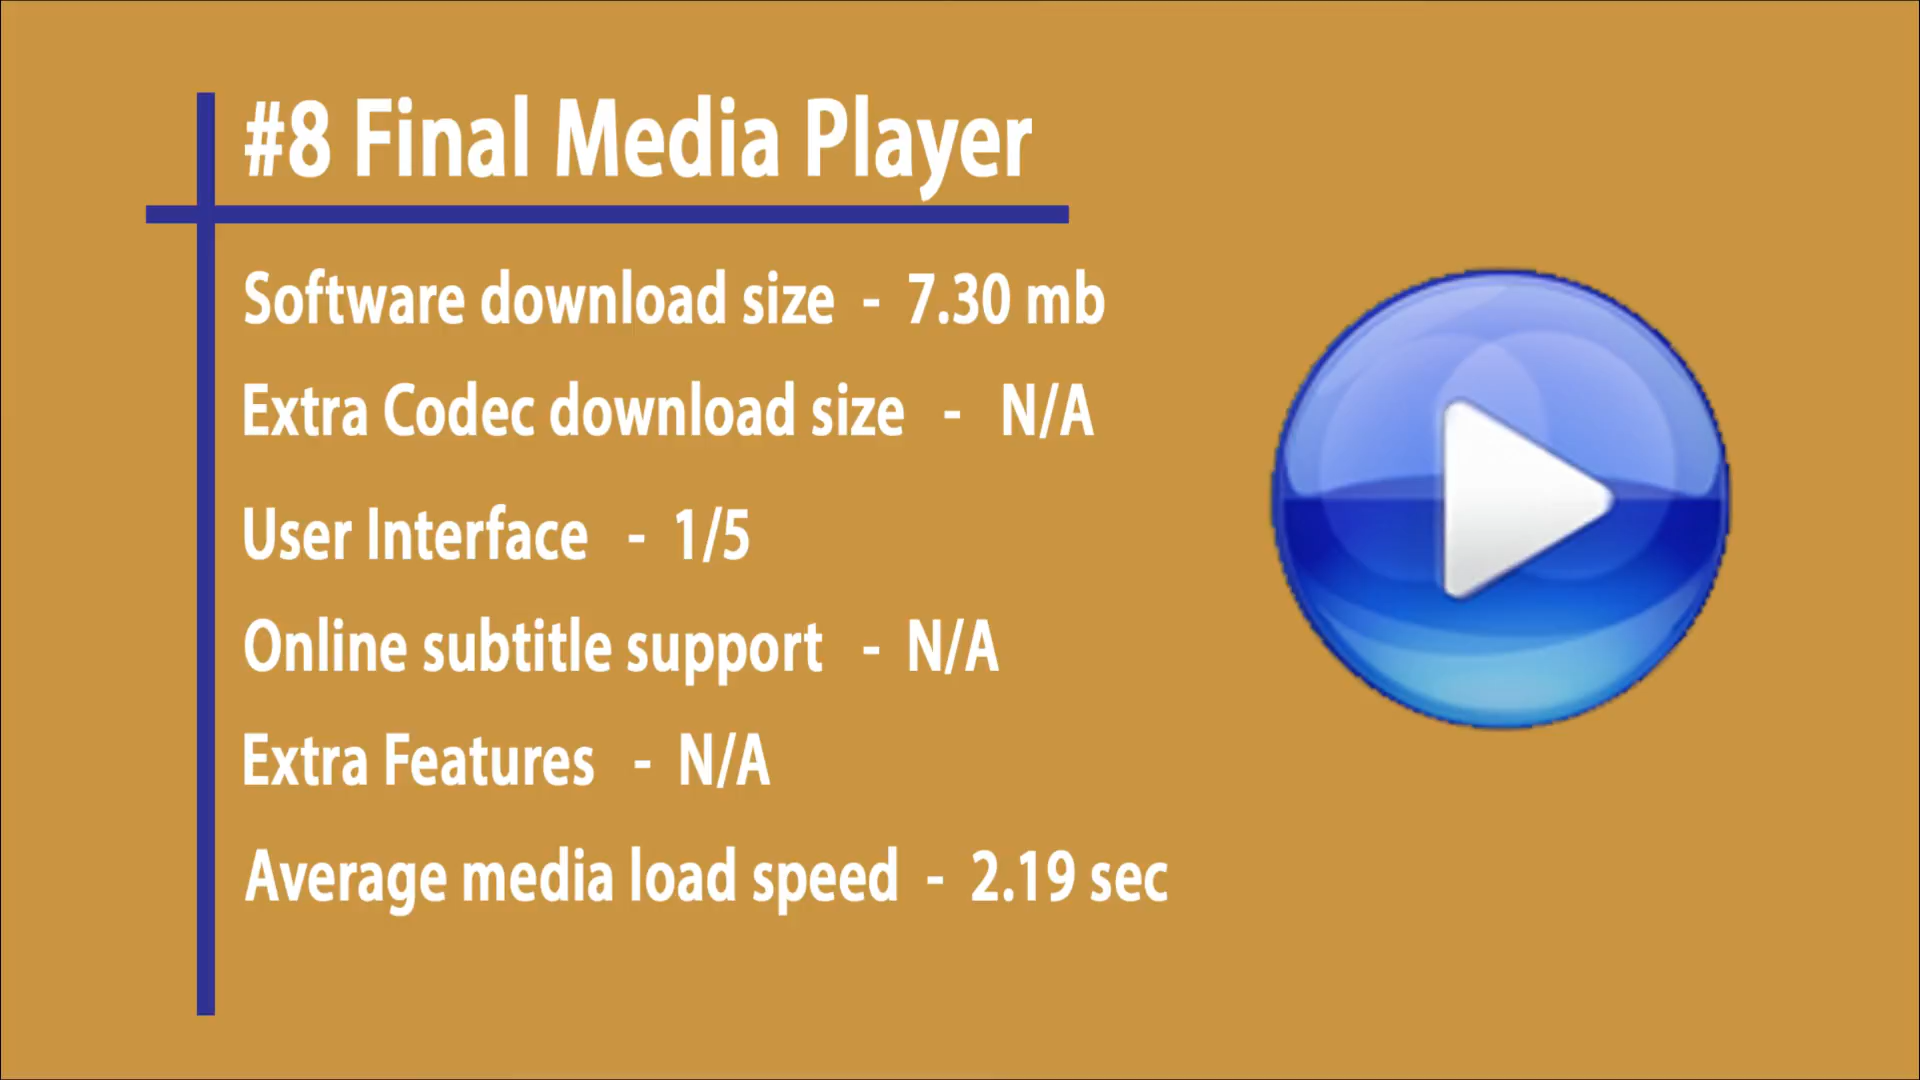 #8 Final Media Player
Software download size - 7.30 mb
Extra Codec download size - N/A
User Interface - 1/5
Online subtitle support - N/A
Extra Features - N/A
Average media load speed - 2.19 sec